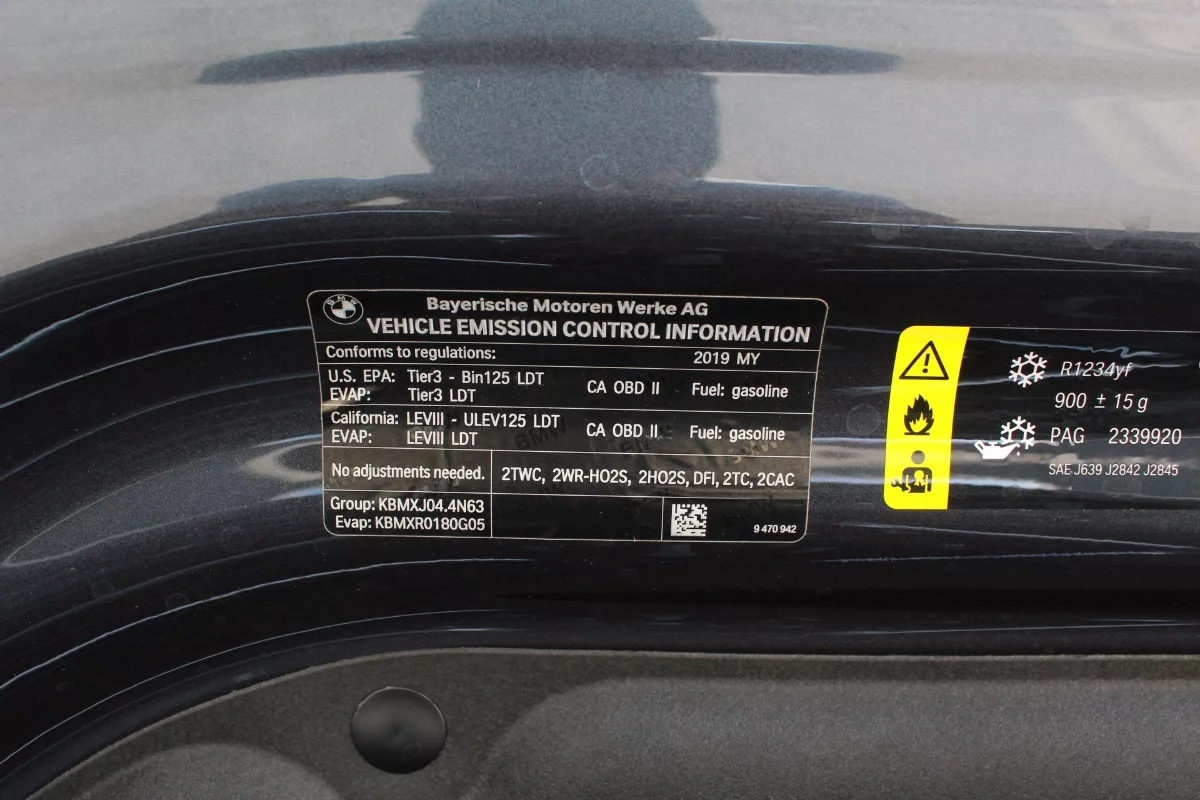 BMW
Bayerische Motoren Werke AG
VEHICLE EMISSION CONTROL INFORMATION
Conforms to regulations: 2019 MY
U.S. EPA: Tier3 - Bin125 LDT
EVAP: Tier3 LDT
CA OBD II Fuel: gasoline
California: LEVIII - ULEV125 LDT
EVAP: LEVIII LDT
CA OBD II Fuel: gasoline
No adjustments needed.
2TWC, 2WR-HO2S, 2HO2S, DFI, 2TC, 2CAC
Group: KBMXJ04.4N63
Evap: KBMXR0180G05
9 470 942
R1234yf
900 ± 15 g
PAG 2339920
SAE J639 J2842 J2845